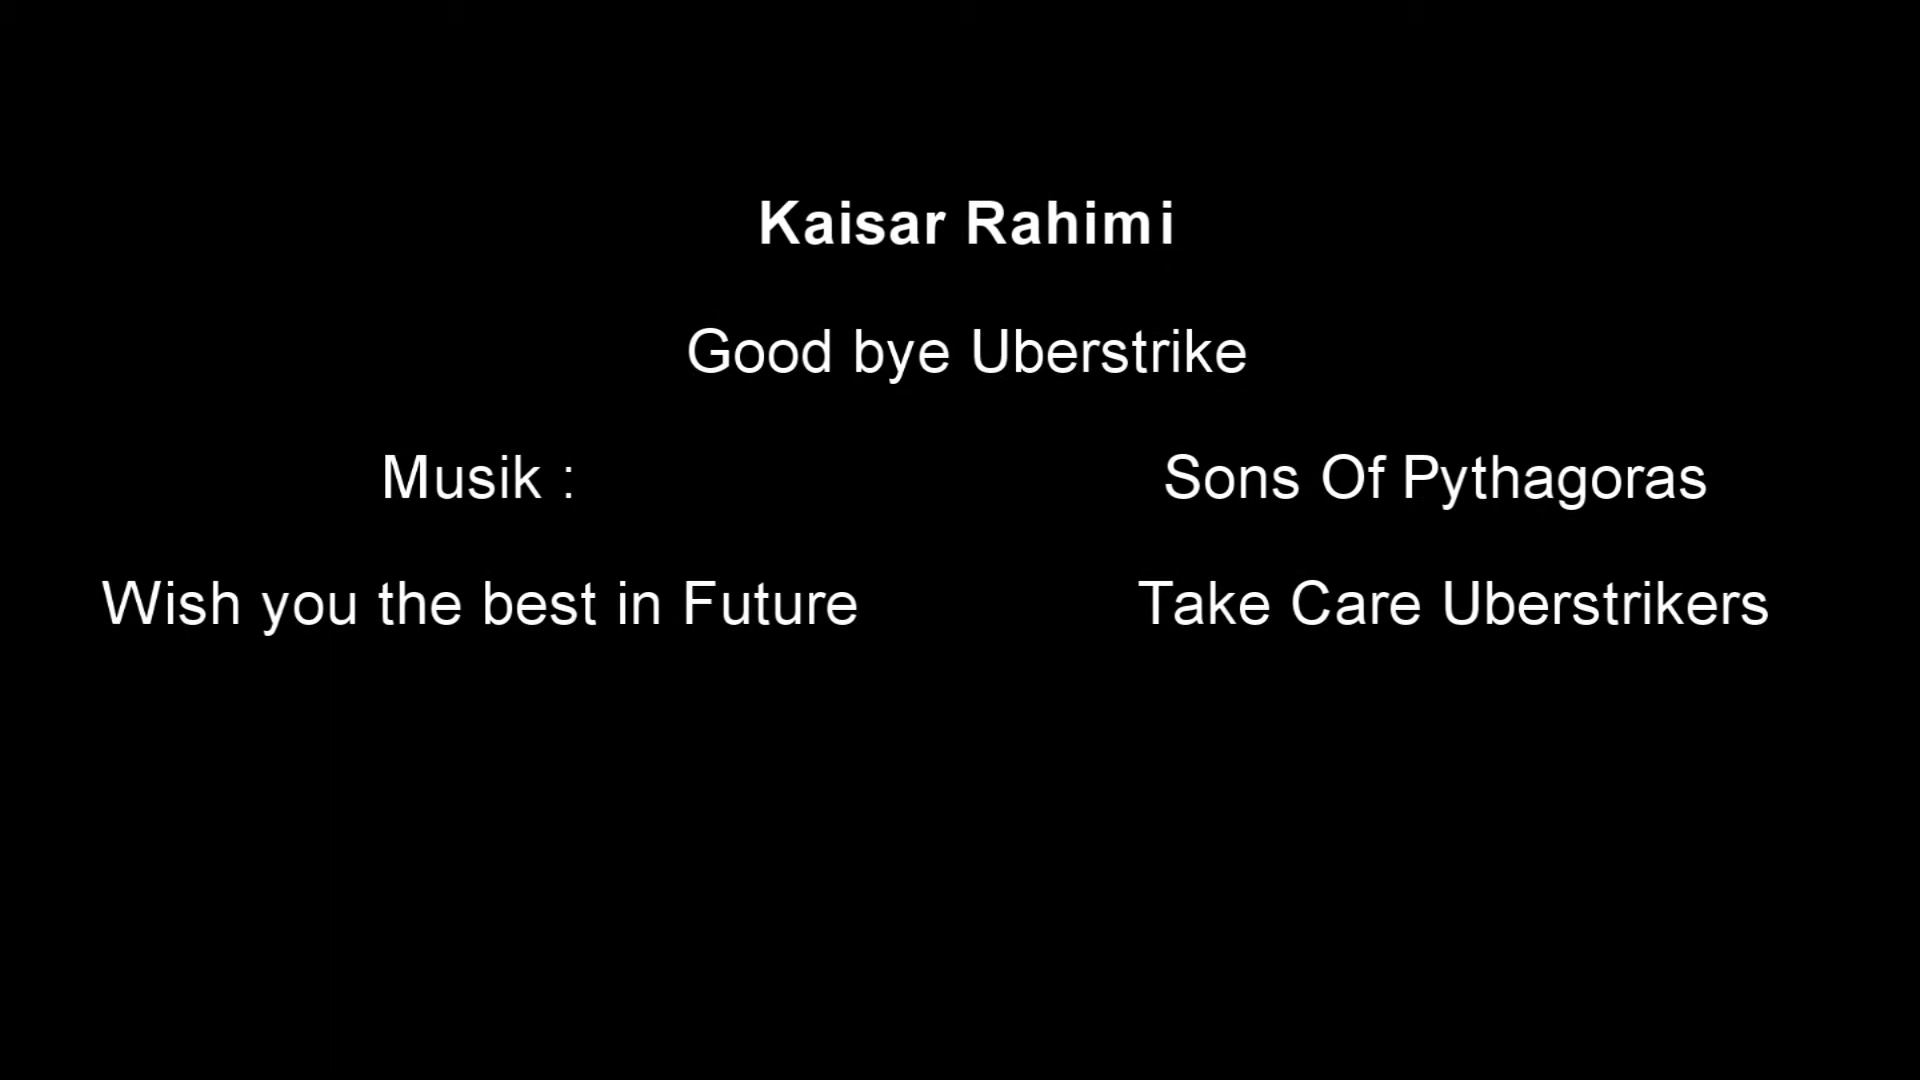 Kaisar Rahimi
Good bye Uberstrike
Musik : Sons Of Pythagoras
Wish you the best in Future Take Care Uberstrikers